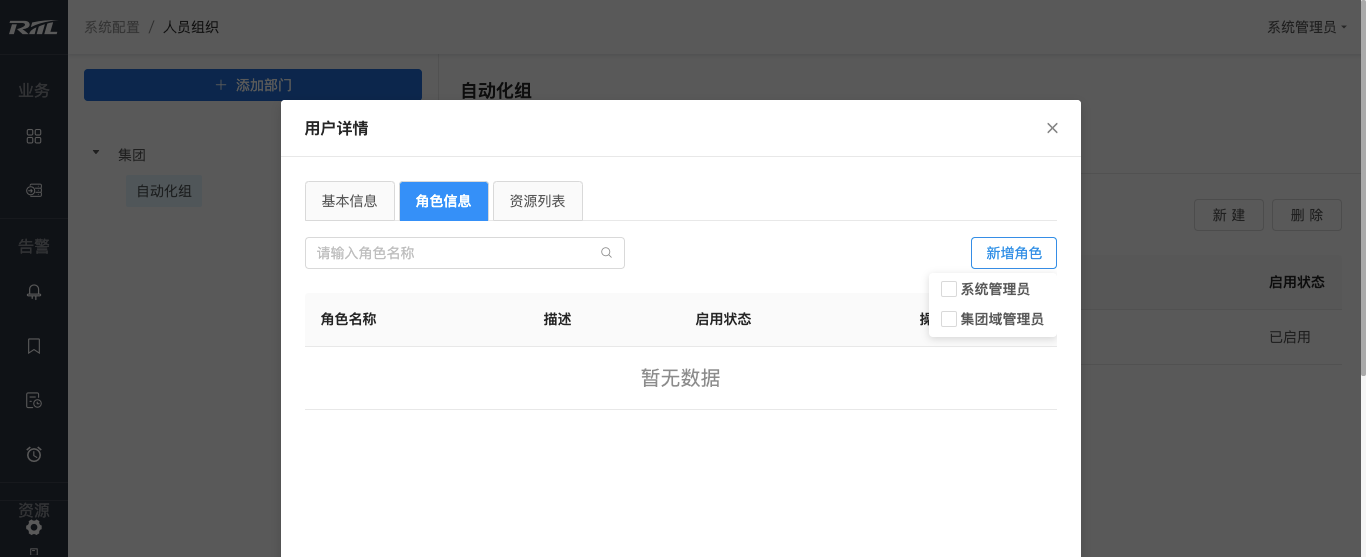 RIIL
系统配置 / 人员组织
系统管理员
业务
告警
资源
+ 添加部门
集团
自动化组
自动化组
新 建
删 除
启用状态
已启用
用户详情
基本信息
角色信息
资源列表
请输入角色名称
新增角色
系统管理员
集团域管理员
角色名称
描述
启用状态
暂无数据